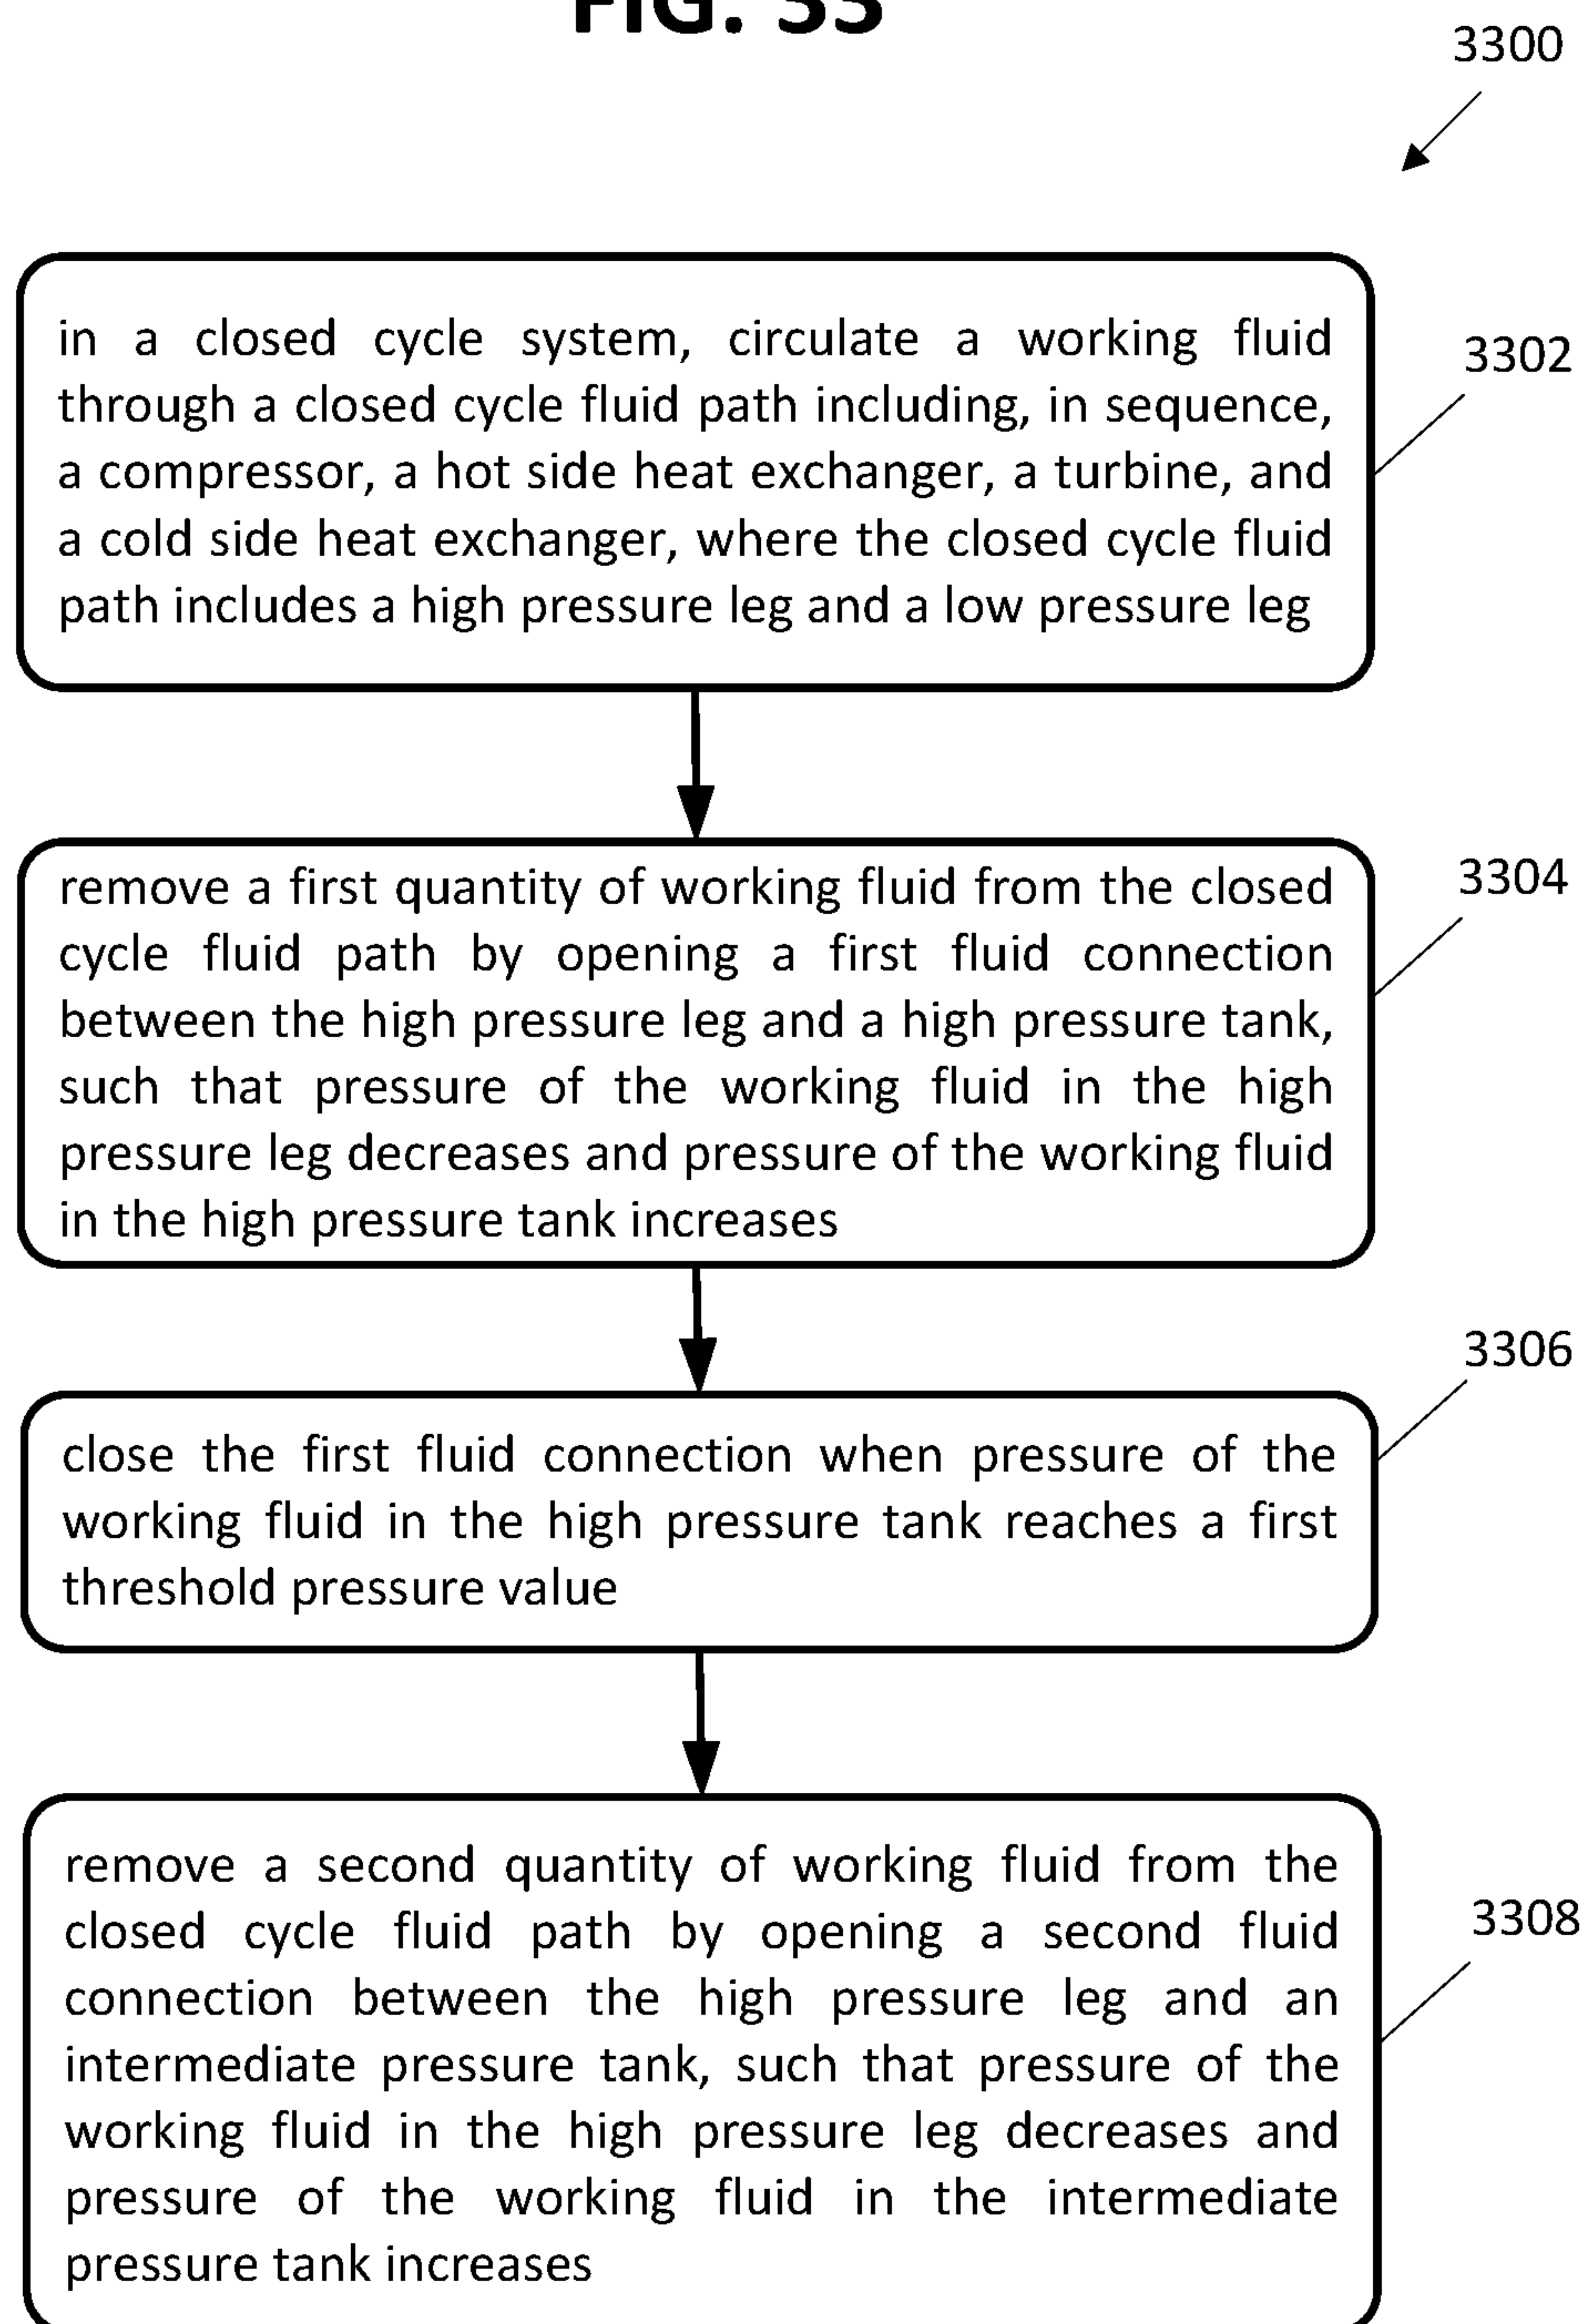 FIG. 33
3300
in a closed cycle system, circulate a working fluid
through a closed cycle fluid path including, in sequence,
a compressor, a hot side heat exchanger, a turbine, and
a cold side heat exchanger, where the closed cycle fluid
path includes a high pressure leg and a low pressure leg
3302
remove a first quantity of working fluid from the closed
cycle fluid path by opening a first fluid connection
between the high pressure leg and a high pressure tank,
such that pressure of the working fluid in the high
pressure leg decreases and pressure of the working fluid
in the high pressure tank increases
3304
close the first fluid connection when pressure of the
working fluid in the high pressure tank reaches a first
threshold pressure value
3306
remove a second quantity of working fluid from the
closed cycle fluid path by opening a second fluid
connection between the high pressure leg and an
intermediate pressure tank, such that pressure of the
working fluid in the high pressure leg decreases and
pressure of the working fluid in the intermediate
pressure tank increases
3308